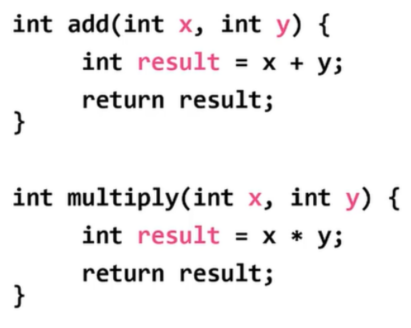 int add(int x, int y) {
int result = x + y;
return result;
}
int multiply(int x, int y) {
int result = x * y;
return result;
}